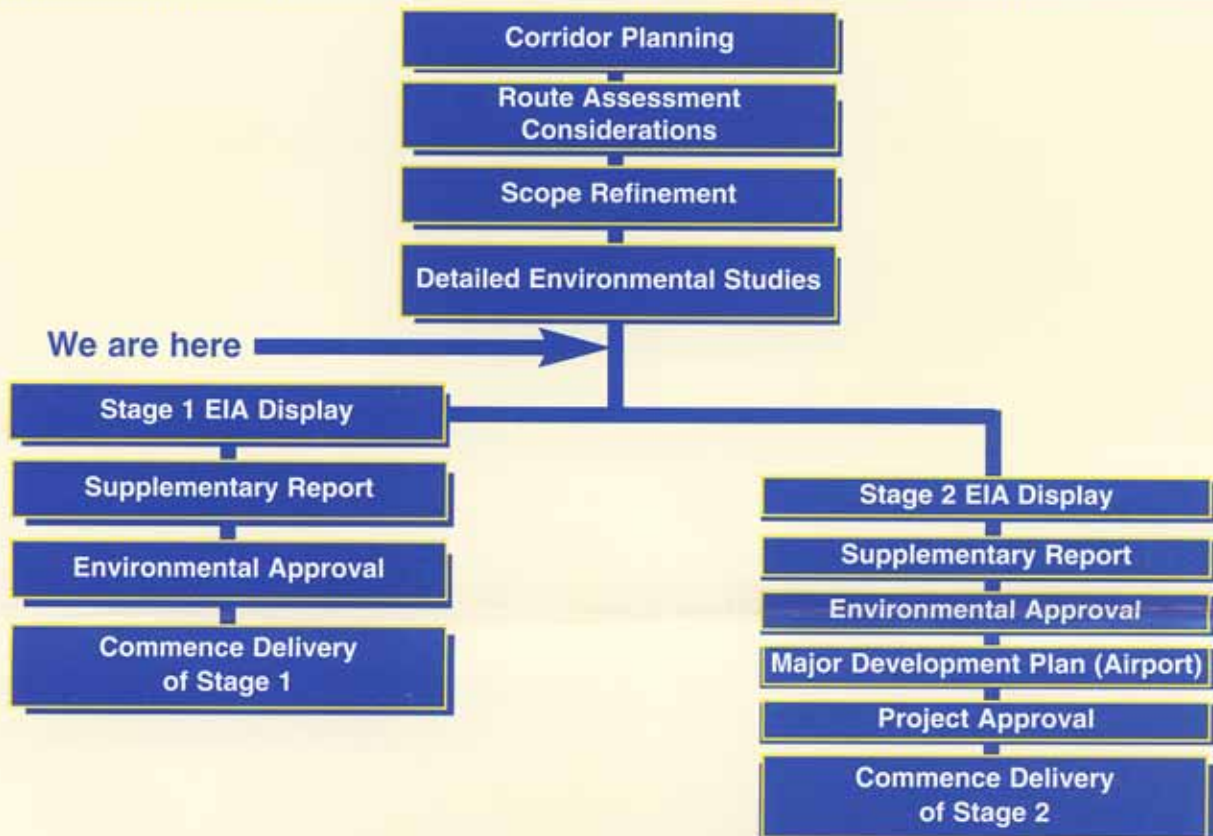 Corridor Planning
Route Assessment
Considerations
Scope Refinement
Detailed Environmental Studies
We are here
Stage 1 EIA Display
Supplementary Report
Environmental Approval
Commence Delivery
of Stage 1
Stage 2 EIA Display
Supplementary Report
Environmental Approval
Major Development Plan (Airport)
Project Approval
Commence Delivery
of Stage 2